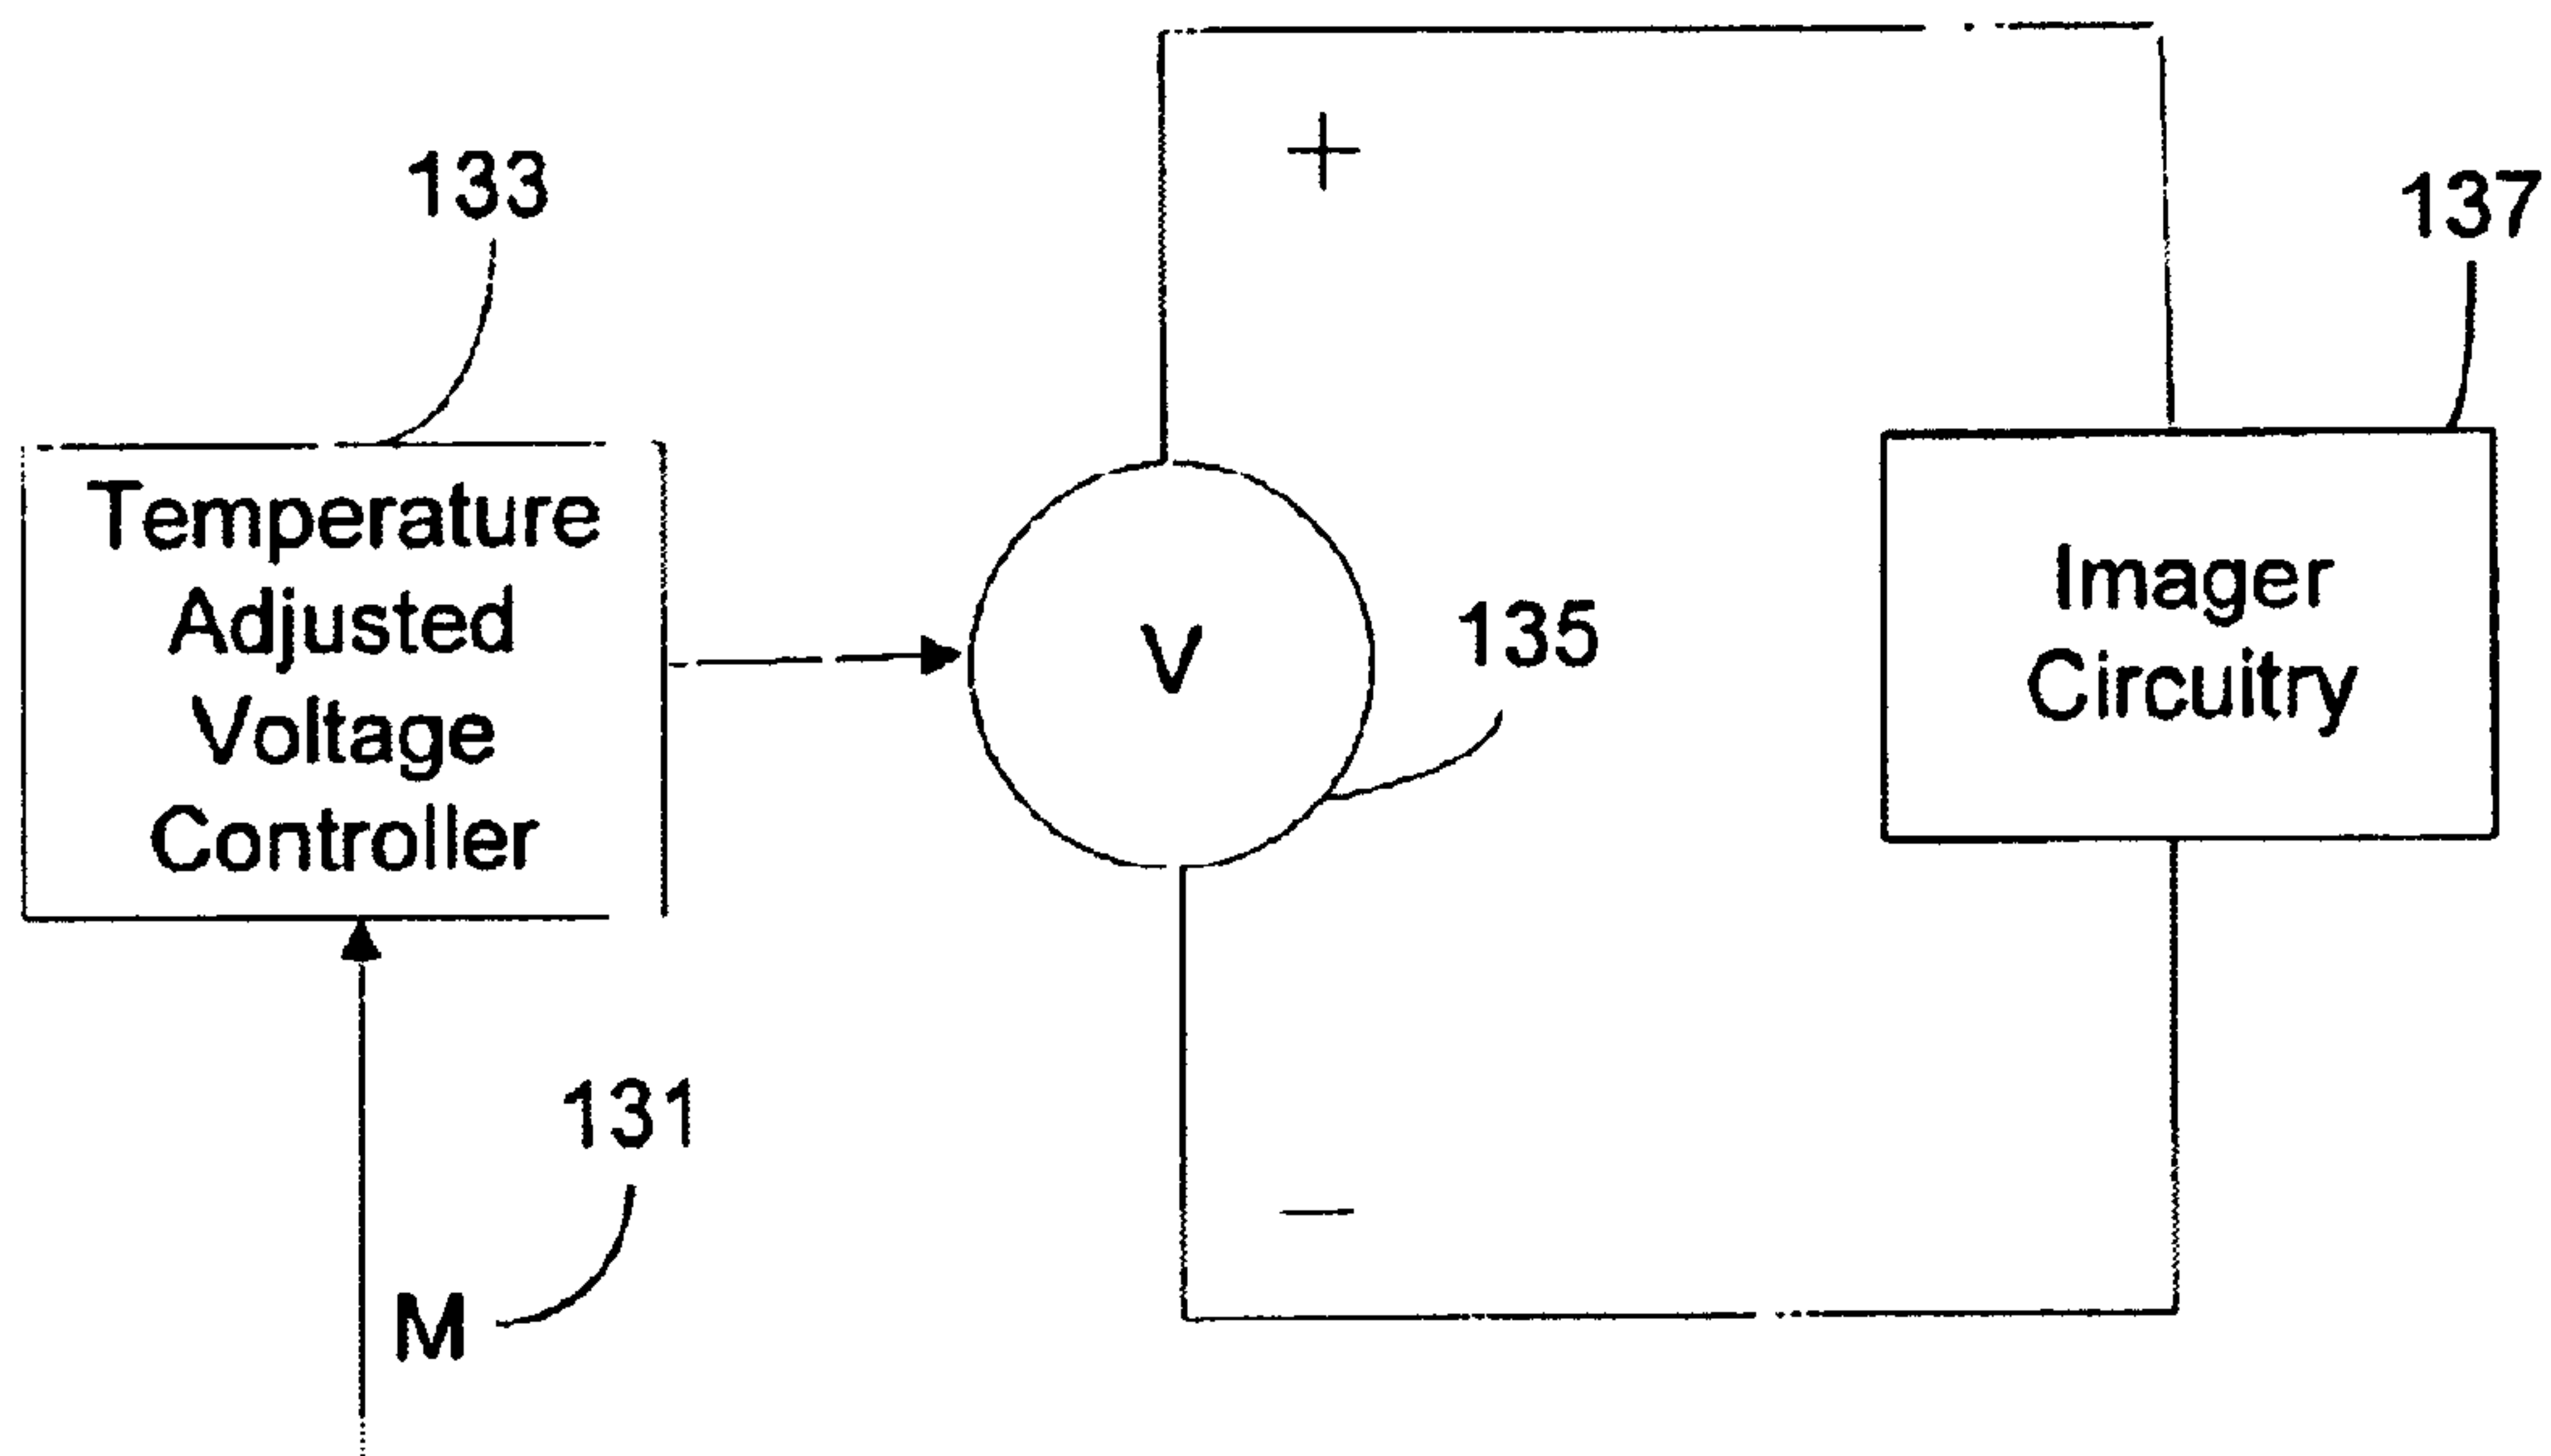 133
137
+
Temperature
Adjusted
Voltage
Controller
V
135
Imager
Circuitry
131
M
—